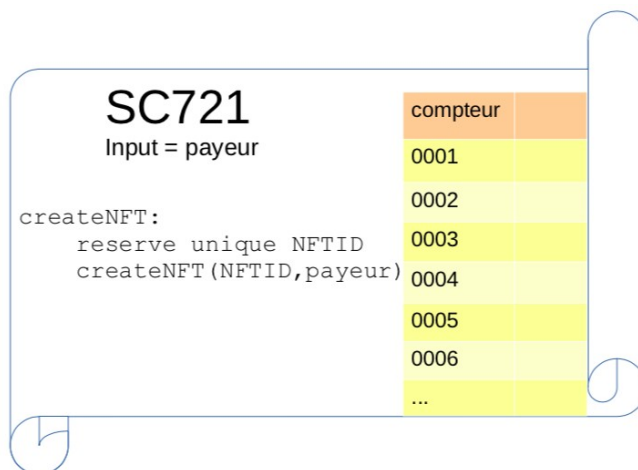 SC721
Input = payeur
createNFT:
reserve unique NFTID
createNFT(NFTID,payeur)
compteur
0001
0002
0003
0004
0005
0006
...